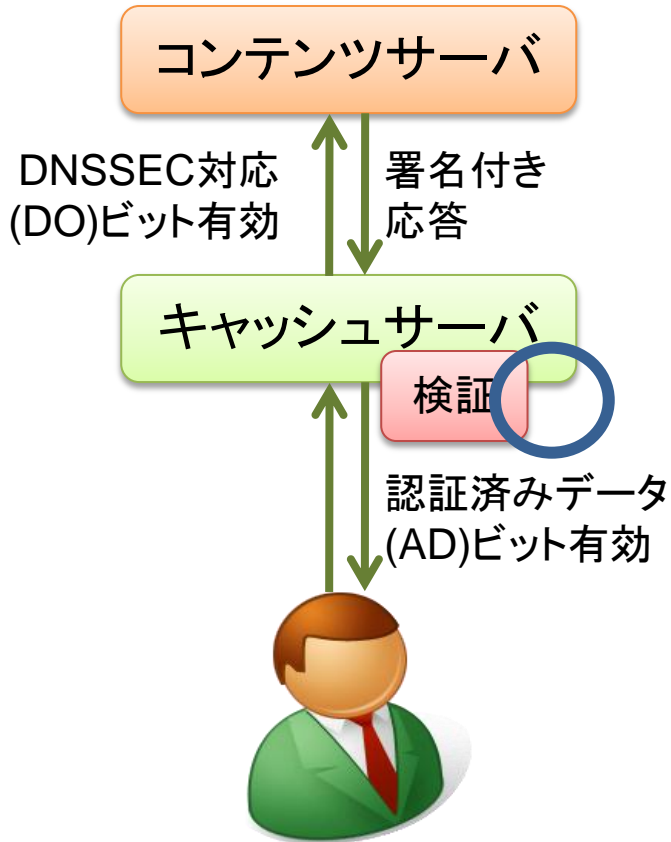 コンテンツサーバ
DNSSEC対応
(DO)ビット有効
署名付き
応答
キャッシュサーバ
検証
認証済みデータ
(AD)ビット有効